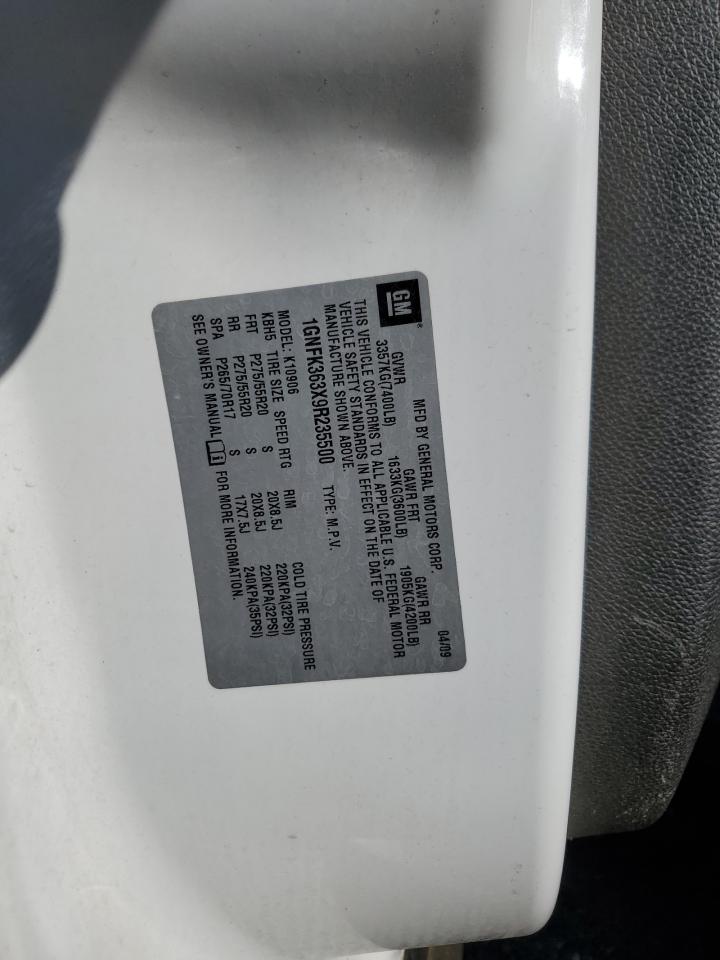 GM®
MFD BY GENERAL MOTORS CORP. 04/09
GVWR GAWR FRT GAWR RR
3357KG(7400LB) 1633KG(3600LB) 1905KG(4200LB)
THIS VEHICLE CONFORMS TO ALL APPLICABLE U.S. FEDERAL MOTOR
VEHICLE SAFETY STANDARDS IN EFFECT ON THE DATE OF
MANUFACTURE SHOWN ABOVE.
1GNFK363X9R235500 TYPE: M.P.V.
MODEL: K10906
KBH5 TIRE SIZE SPEED RTG RIM COLD TIRE PRESSURE
FRT P275/55R20 S 20X8.5J 220KPA(32PSI)
RR P275/55R20 S 20X8.5J 220KPA(32PSI)
SPA P265/70R17 17X7.5J 240KPA(35PSI)
SEE OWNER'S MANUAL FOR MORE INFORMATION.